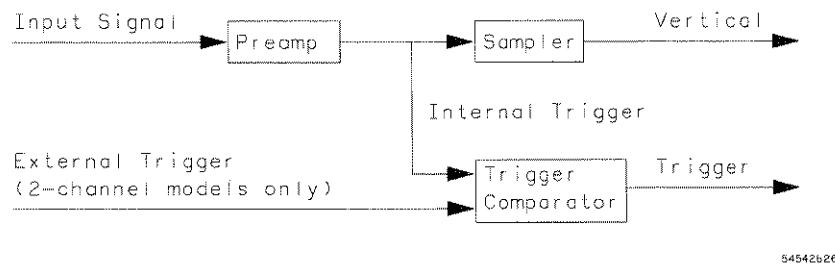 Input Signal
Preamp
Sampler
Vertical
Internal Trigger
External Trigger
(2-channel models only)
Trigger
Comparator
Trigger
54542b26